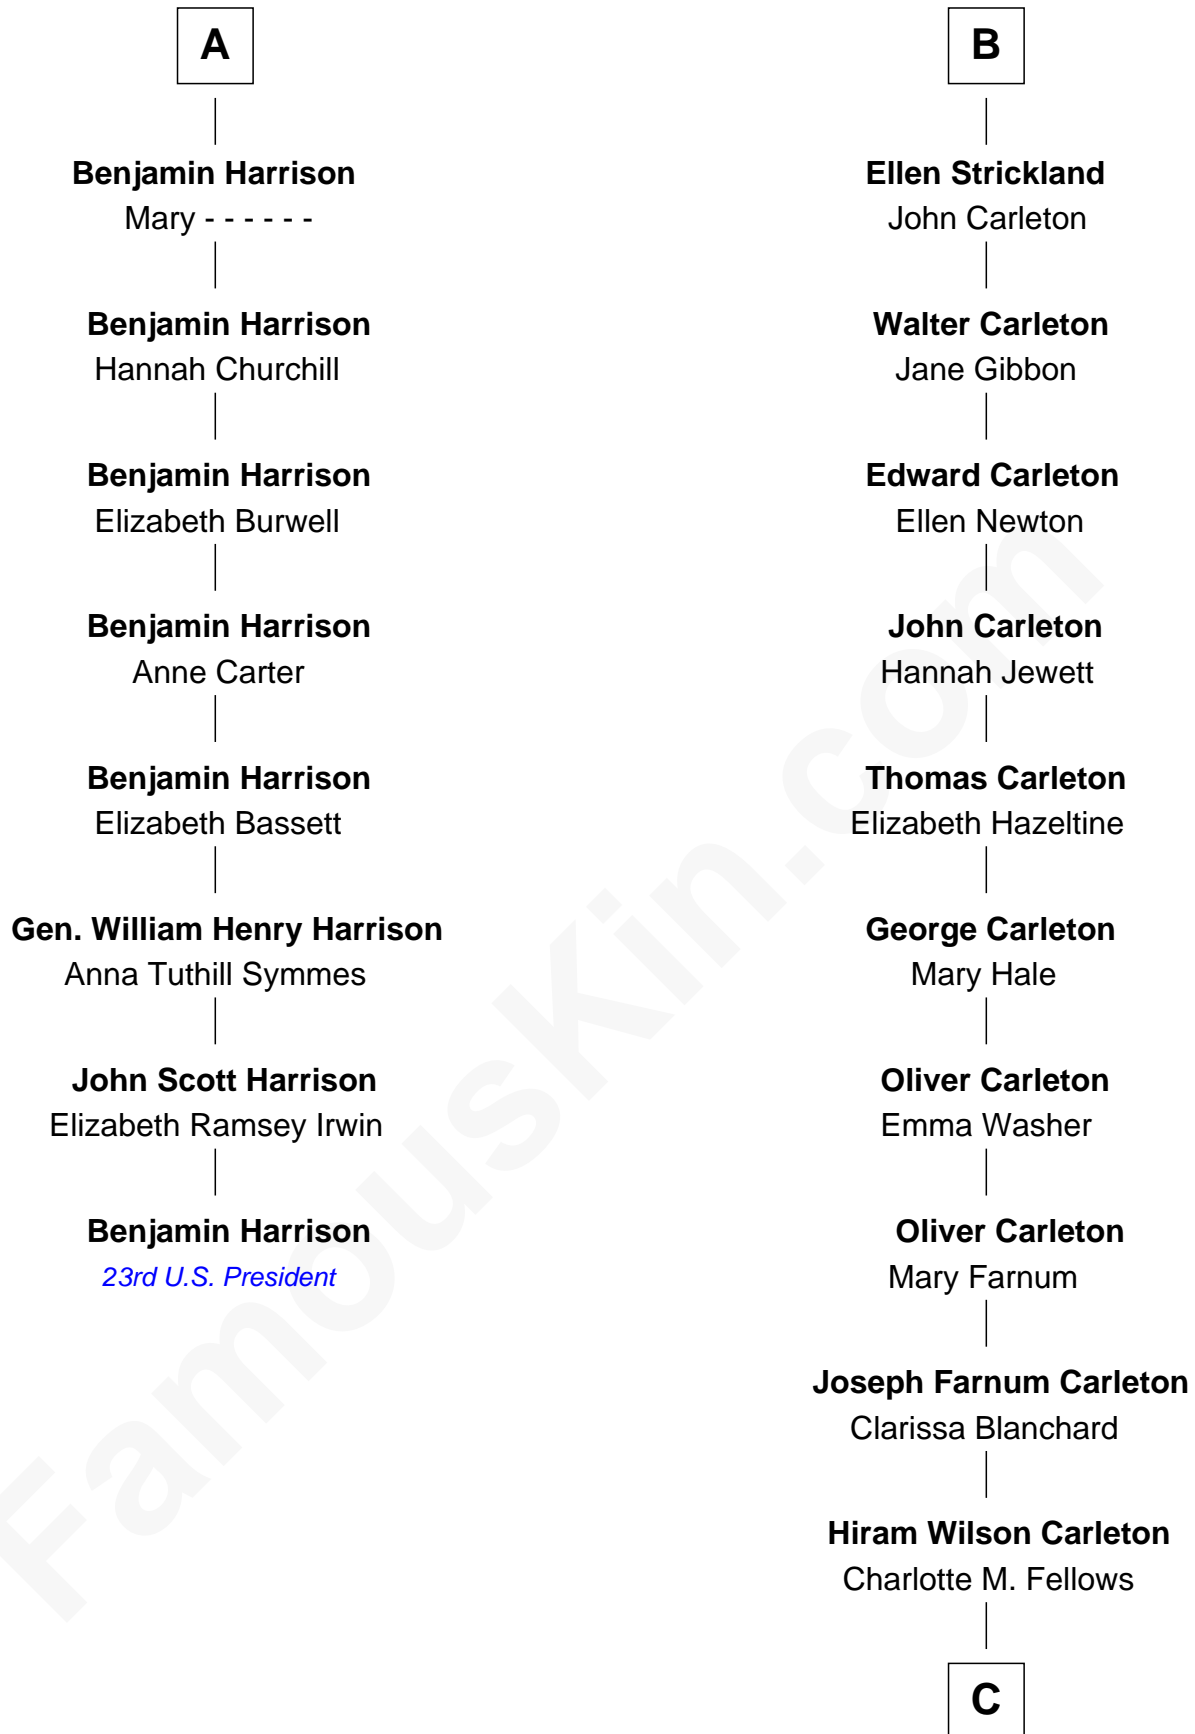 A
Benjamin Harrison
Mary - - - - - -
Benjamin Harrison
Hannah Churchill
Benjamin Harrison
Elizabeth Burwell
Benjamin Harrison
Anne Carter
Benjamin Harrison
Elizabeth Bassett
Gen. William Henry Harrison
Anna Tuthill Symmes
John Scott Harrison
Elizabeth Ramsey Irwin
Benjamin Harrison
23rd U.S. President
B
Ellen Strickland
John Carleton
Walter Carleton
Jane Gibbon
Edward Carleton
Ellen Newton
John Carleton
Hannah Jewett
Thomas Carleton
Elizabeth Hazeltine
George Carleton
Mary Hale
Oliver Carleton
Emma Washer
Oliver Carleton
Mary Farnum
Joseph Farnum Carleton
Clarissa Blanchard
Hiram Wilson Carleton
Charlotte M. Fellows
C
FamousKin.com